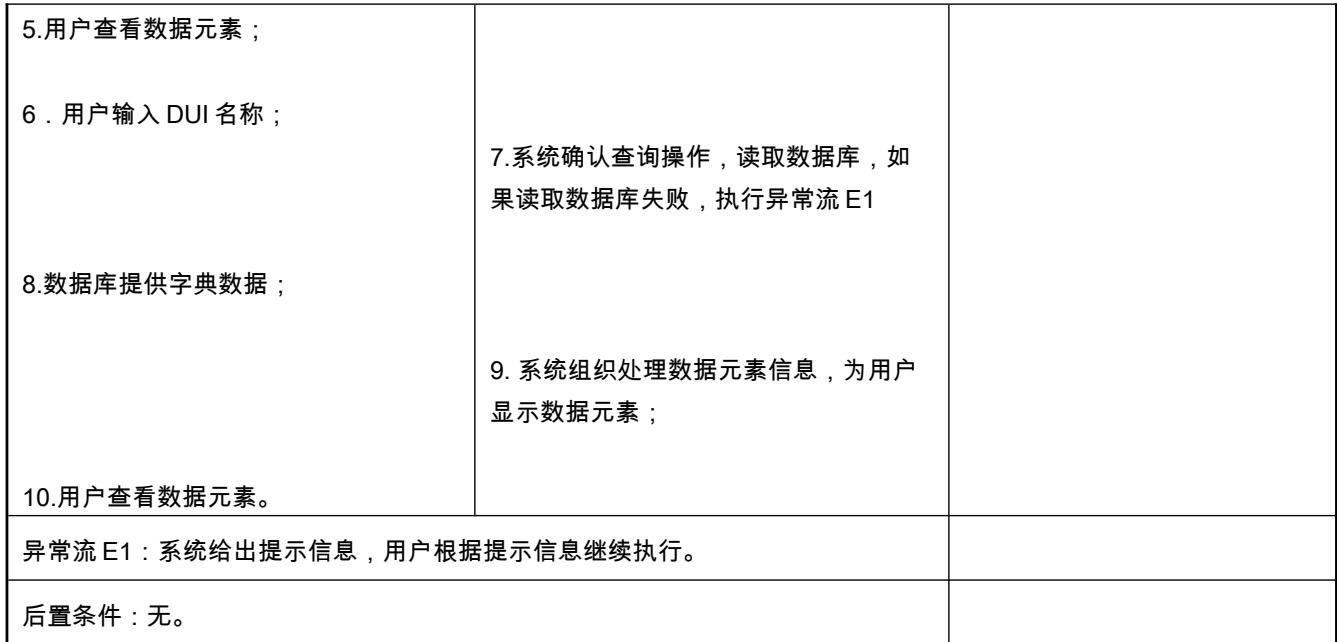 5.用户查看数据元素；
6．用户输入 DUI 名称；
7.系统确认查询操作，读取数据库，如
果读取数据库失败，执行异常流 E1
8.数据库提供字典数据；
9. 系统组织处理数据元素信息，为用户
显示数据元素；
10.用户查看数据元素。
异常流 E1：系统给出提示信息，用户根据提示信息继续执行。
后置条件：无。